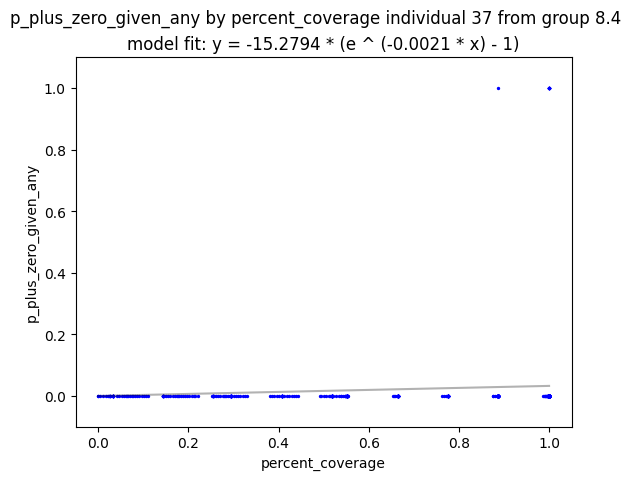 p_plus_zero_given_any by percent_coverage individual 37 from group 8.4
model fit: y = -15.2794 * (e ^ (-0.0021 * x) - 1)
1.0
0.8
0.6
0.4
0.2
0.0
p_plus_zero_given_any
0.0 0.2 0.4 0.6 0.8 1.0
percent_coverage